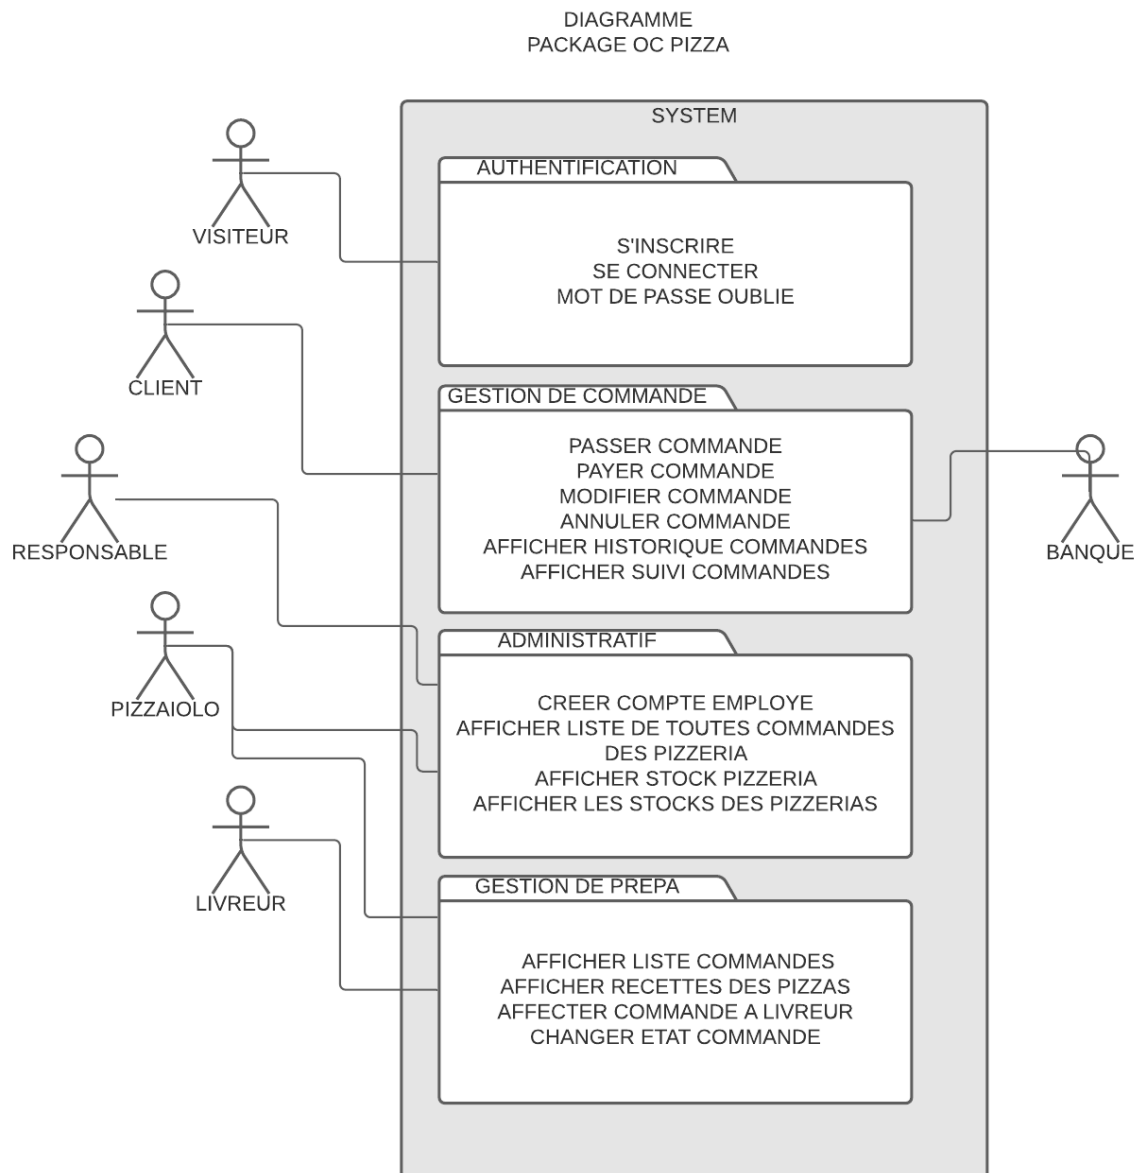 DIAGRAMME
PACKAGE OC PIZZA
SYSTEM
VISITEUR
AUTHENTIFICATION
S'INSCRIRE
SE CONNECTER
MOT DE PASSE OUBLIE
CLIENT
GESTION DE COMMANDE
PASSER COMMANDE
PAYER COMMANDE
MODIFIER COMMANDE
ANNULER COMMANDE
AFFICHER HISTORIQUE COMMANDES
AFFICHER SUIVI COMMANDES
RESPONSABLE
BANQUE
ADMINISTRATIF
CREER COMPTE EMPLOYE
AFFICHER LISTE DE TOUTES COMMANDES
DES PIZZERIA
AFFICHER STOCK PIZZERIA
AFFICHER LES STOCKS DES PIZZERIAS
PIZZAIOLO
LIVREUR
GESTION DE PREPA
AFFICHER LISTE COMMANDES
AFFICHER RECETTES DES PIZZAS
AFFECTER COMMANDE A LIVREUR
CHANGER ETAT COMMANDE